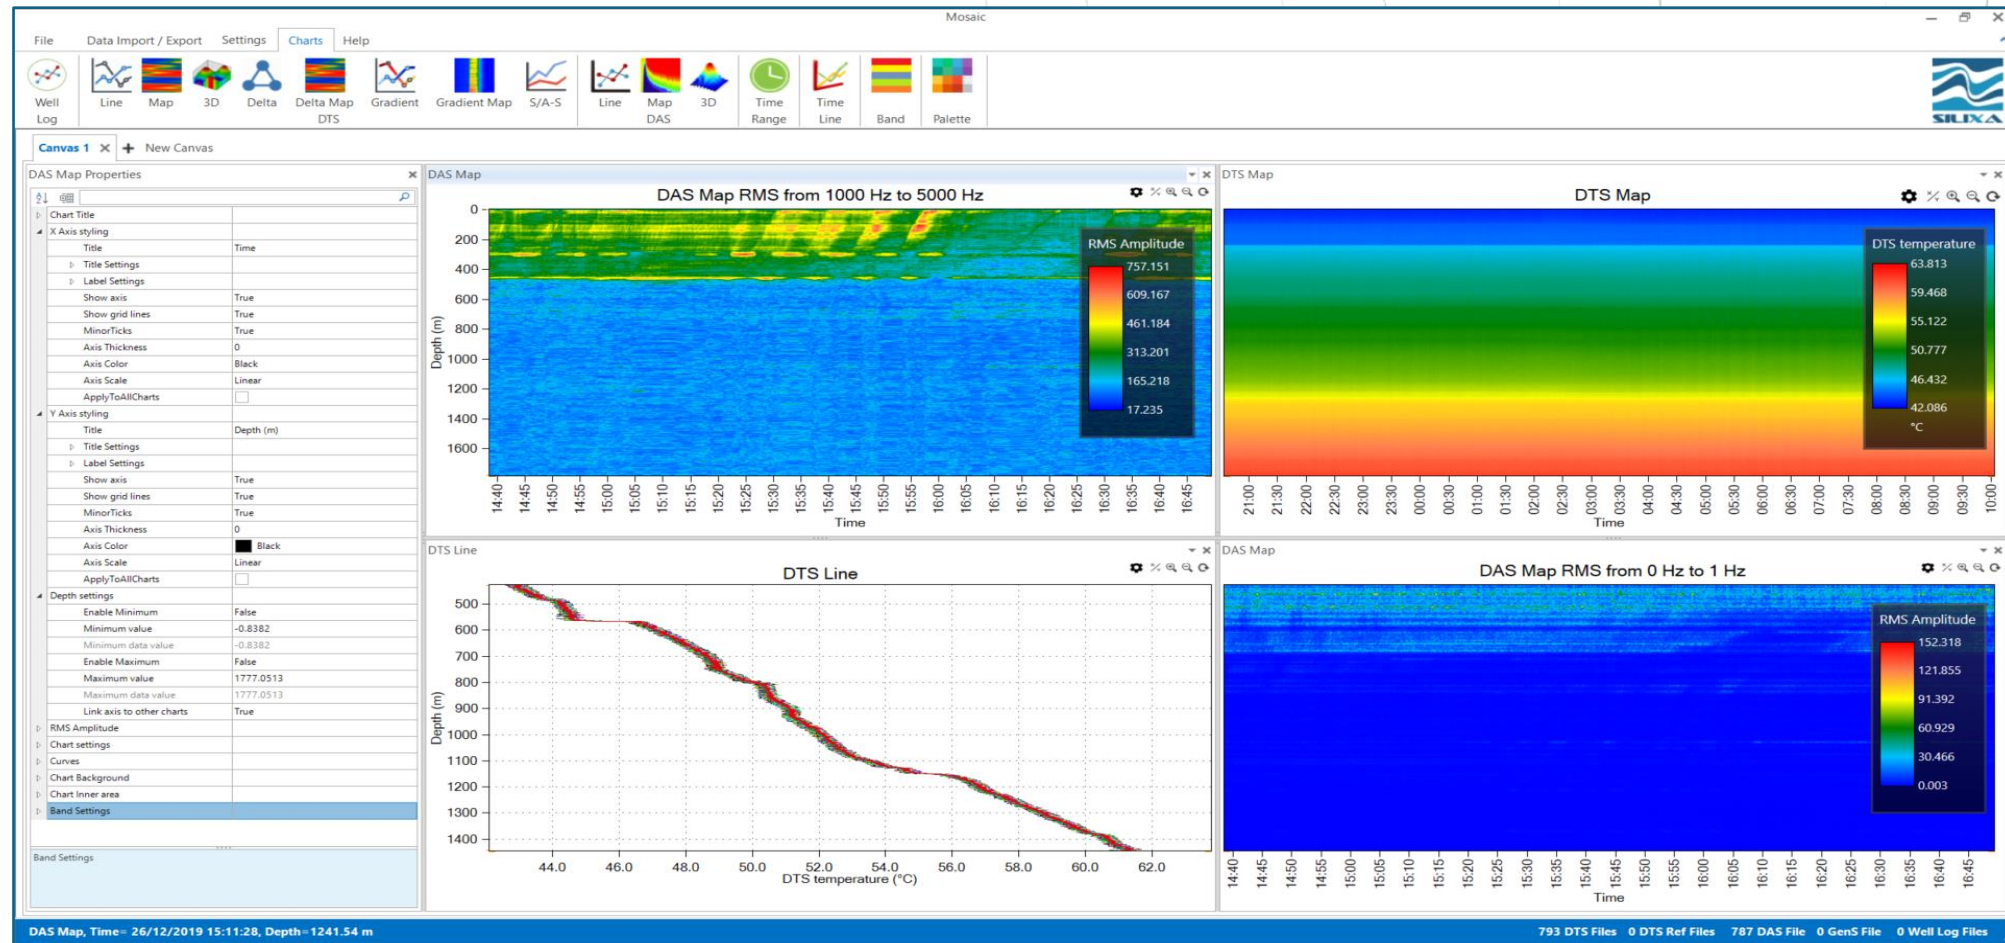 Mosaic
File Data Import / Export Settings Charts Help
Well Log
Line Map 3D Delta Delta Map Gradient Gradient Map S/A-S
DTS
Line Map 3D
DAS
Time Range
Time Line
Band
Palette
SILIXA
Canvas 1 New Canvas
DAS Map Properties
Chart Title
X Axis styling
Title Time
Title Settings
Label Settings
Show axis True
Show grid lines True
MinorTicks True
Axis Thickness 0
Axis Color Black
Axis Scale Linear
ApplyToAllCharts
Y Axis styling
Title Depth (m)
Title Settings
Label Settings
Show axis True
Show grid lines True
MinorTicks True
Axis Thickness 0
Axis Color Black
Axis Scale Linear
ApplyToAllCharts
Depth settings
Enable Minimum False
Minimum value -0.8382
Minimum data value -0.8382
Enable Maximum False
Maximum value 1777.0513
Maximum data value 1777.0513
Link axis to other charts True
RMS Amplitude
Chart settings
Curves
Chart Background
Chart Inner area
Band Settings
Band Settings
DAS Map
DAS Map RMS from 1000 Hz to 5000 Hz
Depth (m)
0
200
400
600
800
1000
1200
1400
1600
RMS Amplitude
757.151
609.167
461.184
313.201
165.218
17.235
14:40 14:45 14:50 14:55 15:00 15:05 15:10 15:15 15:20 15:25 15:30 15:35 15:40 15:45 15:50 15:55 16:00 16:05 16:10 16:15 16:20 16:25 16:30 16:35 16:40 16:45
Time
DTS Map
DTS Map
DTS temperature
63.813
59.468
55.122
50.777
46.432
42.086
°C
21:00 21:30 22:00 22:30 23:00 23:30 00:00 00:30 01:00 01:30 02:00 02:30 03:00 03:30 04:00 04:30 05:00 05:30 06:00 06:30 07:00 07:30 08:00 08:30 09:00 09:30 10:00
Time
DTS Line
DTS Line
Depth (m)
500
600
700
800
900
1000
1100
1200
1300
1400
44.0 46.0 48.0 50.0 52.0 54.0 56.0 58.0 60.0 62.0
DTS temperature (°C)
DAS Map
DAS Map RMS from 0 Hz to 1 Hz
RMS Amplitude
152.318
121.855
91.392
60.929
30.466
0.003
14:40 14:45 14:50 14:55 15:00 15:05 15:10 15:15 15:20 15:25 15:30 15:35 15:40 15:45 15:50 15:55 16:00 16:05 16:10 16:15 16:20 16:25 16:30 16:35 16:40 16:45
Time
DAS Map, Time= 26/12/2019 15:11:28, Depth=1241.54 m
793 DTS Files 0 DTS Ref Files 787 DAS File 0 GenS File 0 Well Log Files